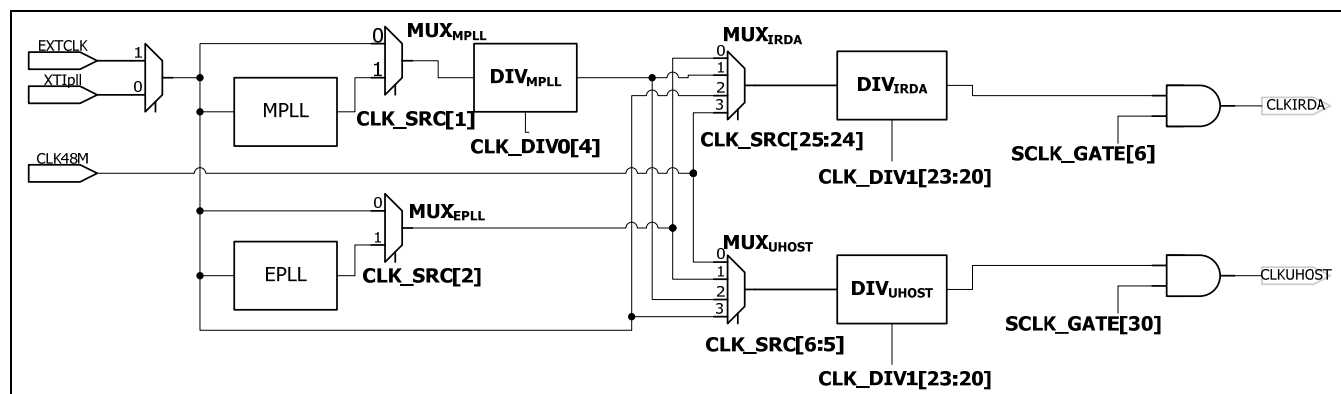 EXTCLK
1
XTIpll
0
0
MUXMPLL
1
MPLL
CLK_SRC[1]
DIVMPLL
CLK_DIV0[4]
MUXIRDA
0
1
2
3
CLK_SRC[25:24]
DIVIRDA
CLK_DIV1[23:20]
SCLK_GATE[6]
CLKIRDA
CLK48M
0
MUXEPLL
1
EPLL
CLK_SRC[2]
MUXUHOST
0
1
2
3
CLK_SRC[6:5]
DIVUHOST
CLK_DIV1[23:20]
SCLK_GATE[30]
CLKUHOST